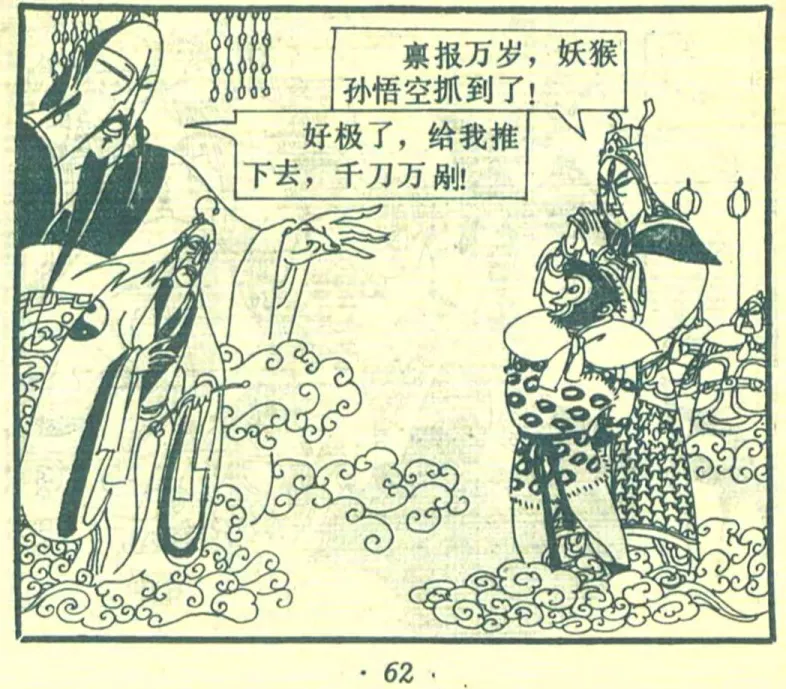 禀报万岁，妖猴
孙悟空抓到了！
好极了，给我推
下去，千刀万剐！
· 62 ·